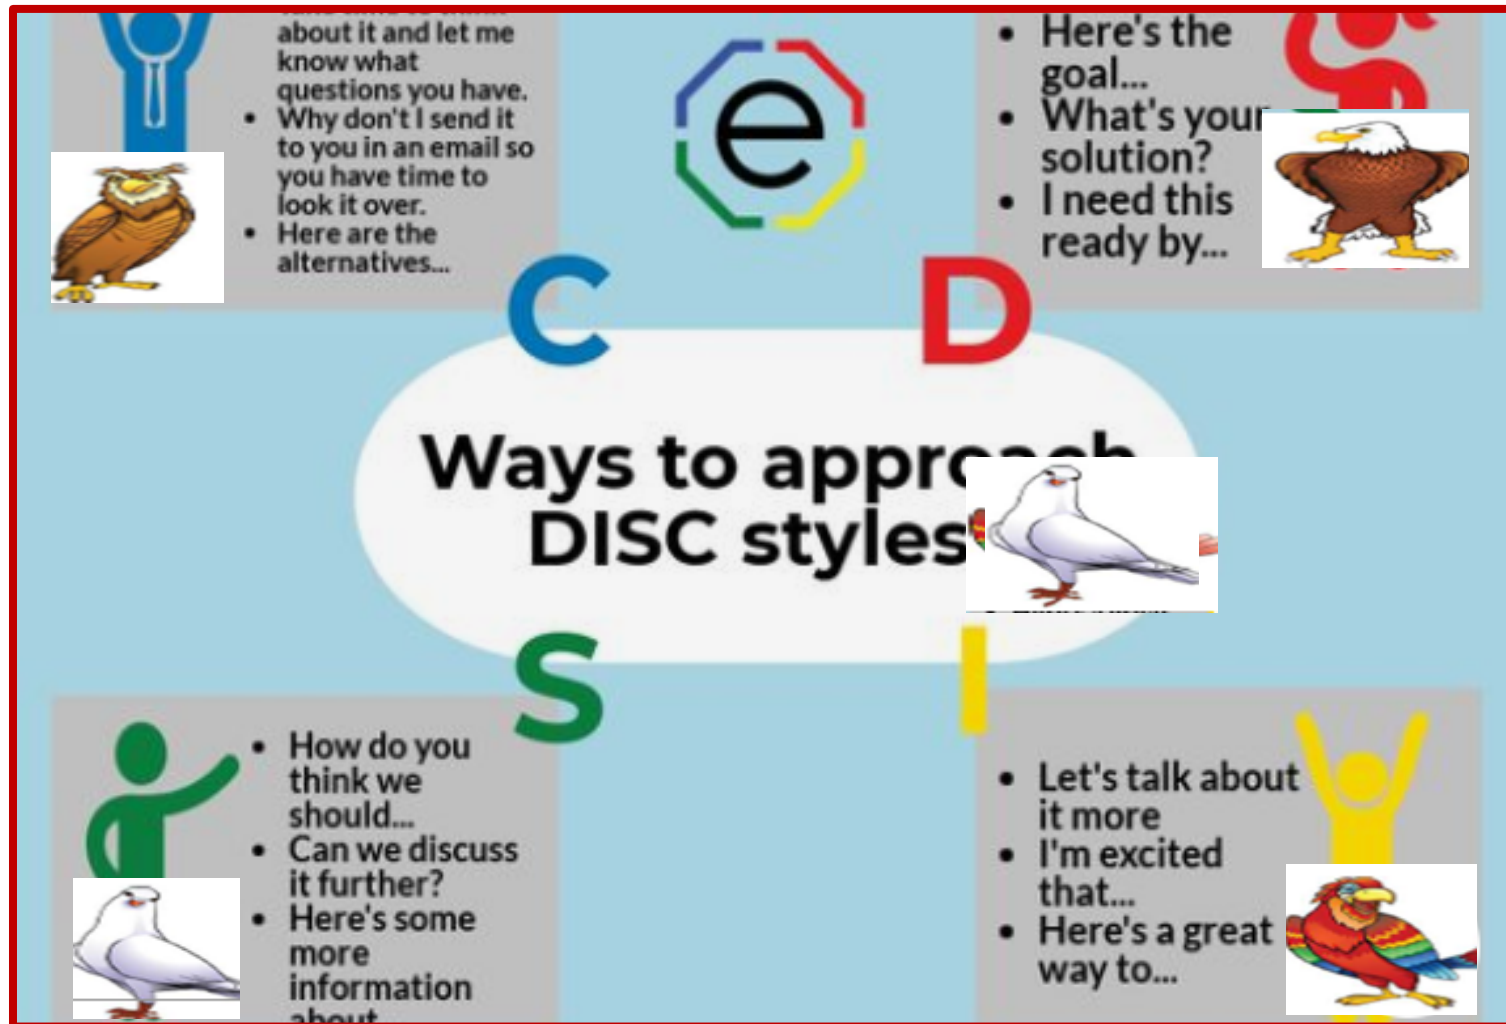 about it and let me
know what
questions you have.
• Why don't I send it
to you in an email so
you have time to
look it over.
• Here are the
alternatives...
e
• Here's the
goal...
• What's your
solution?
• I need this
ready by...
C
D
Ways to approach
DISC styles
S
I
• How do you
think we
should...
• Can we discuss
it further?
• Here's some
more
information
about
• Let's talk about
it more
• I'm excited
that...
• Here's a great
way to...